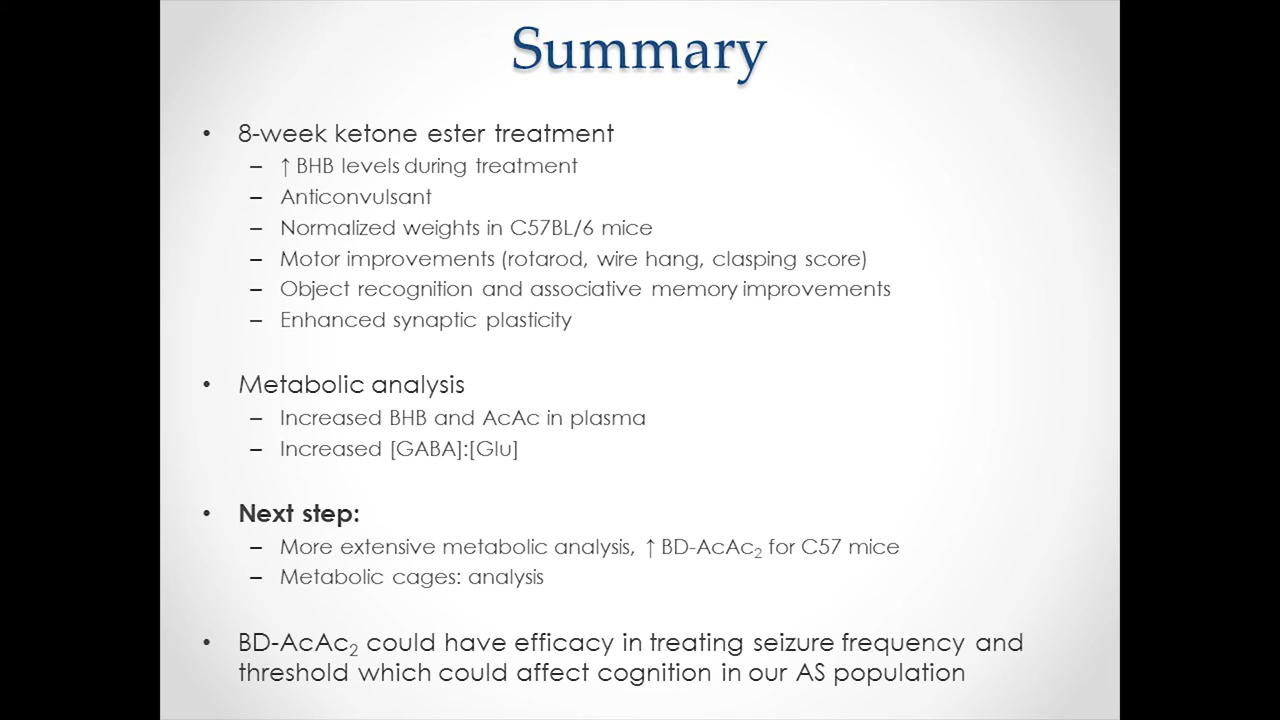 Summary
• 8-week ketone ester treatment
– ↑ BHB levels during treatment
– Anticonvulsant
– Normalized weights in C57BL/6 mice
– Motor improvements (rotarod, wire hang, clasping score)
– Object recognition and associative memory improvements
– Enhanced synaptic plasticity
• Metabolic analysis
– Increased BHB and AcAc in plasma
– Increased [GABA]:[Glu]
• Next step:
– More extensive metabolic analysis, ↑ BD-AcAc₂ for C57 mice
– Metabolic cages: analysis
• BD-AcAc₂ could have efficacy in treating seizure frequency and
threshold which could affect cognition in our AS population